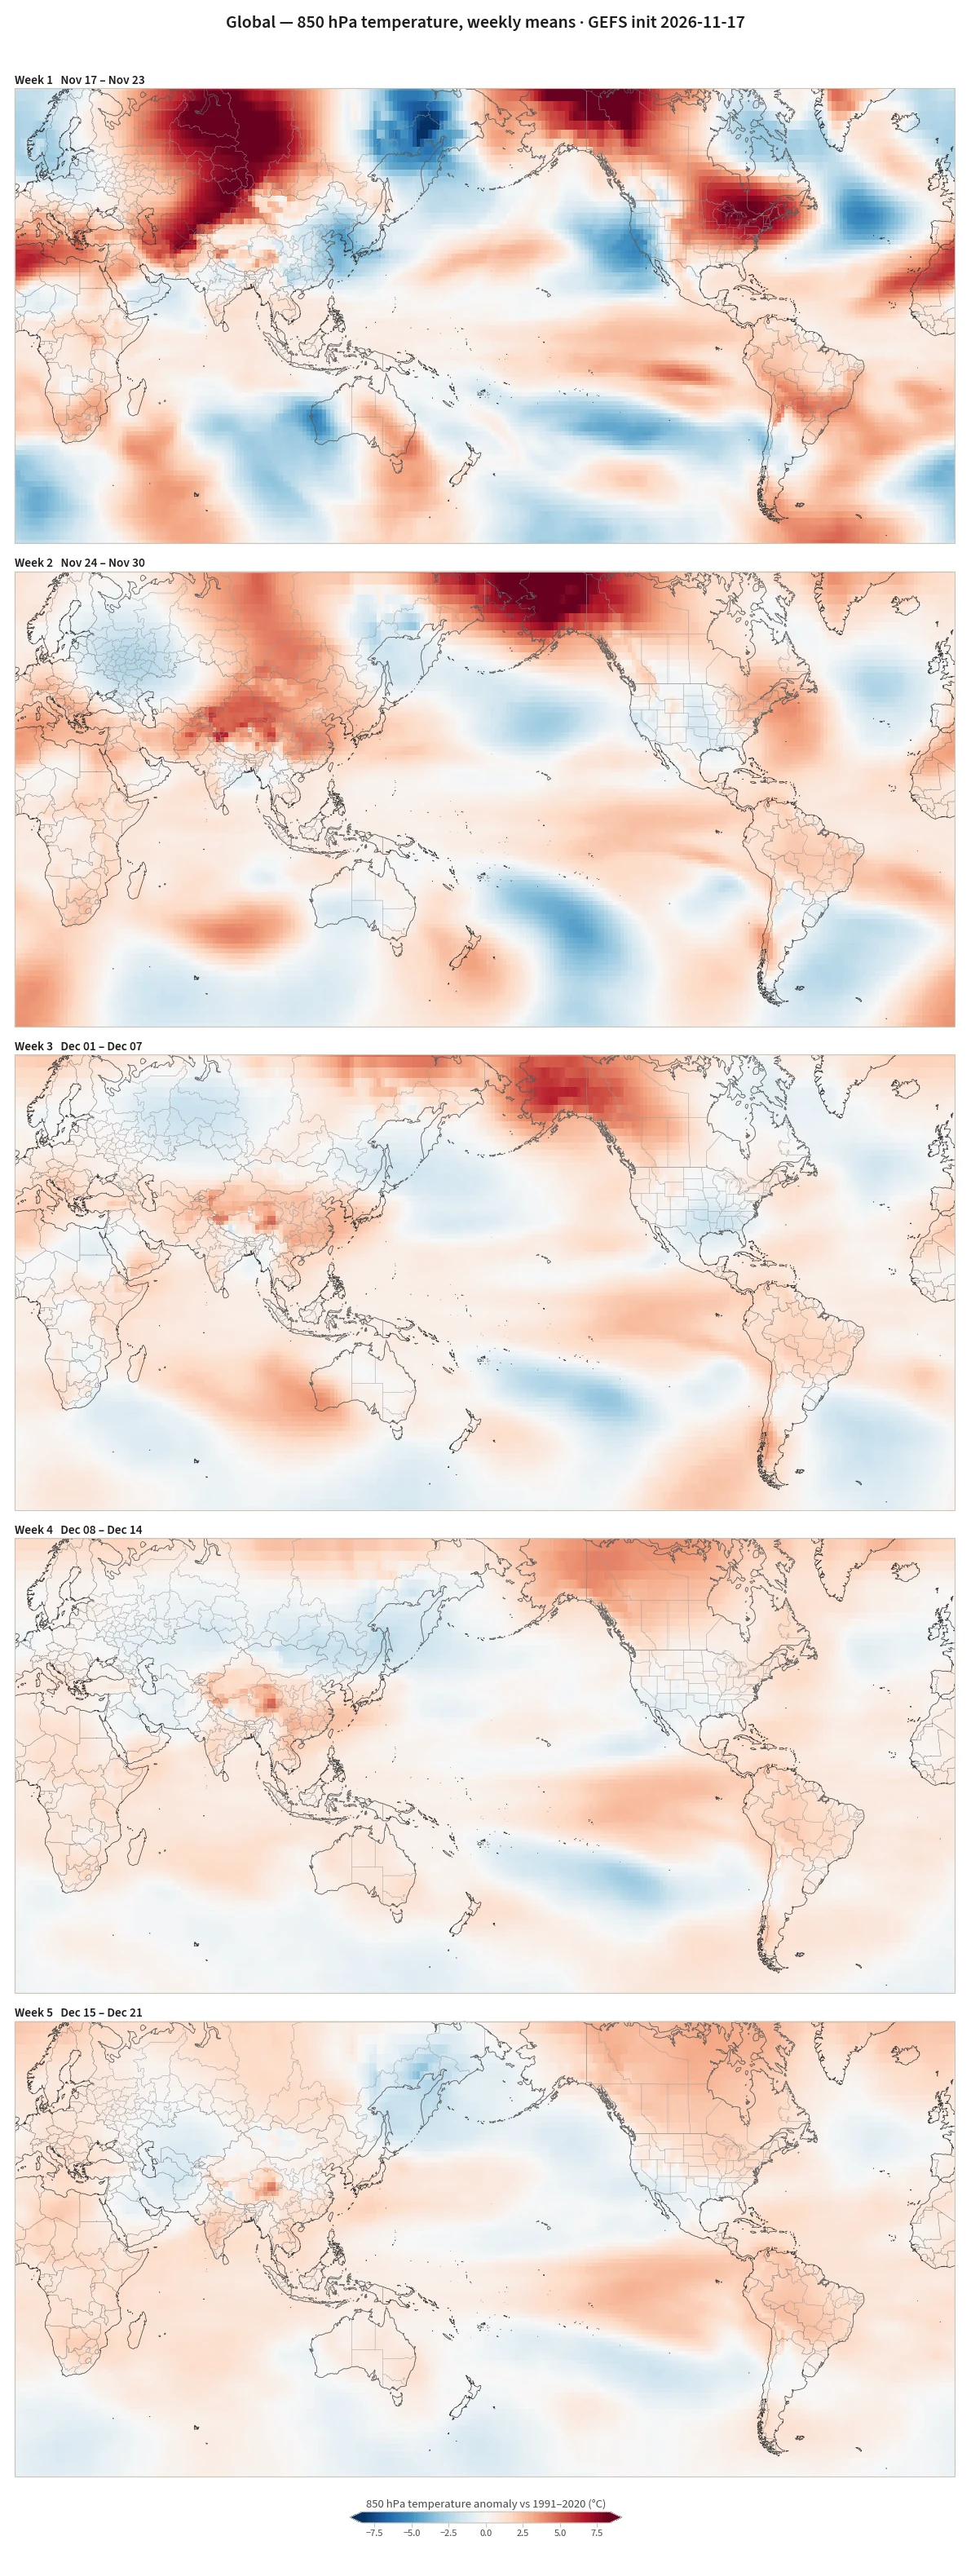 Global — 850 hPa temperature, weekly means · GEFS init 2026-11-17
Week 1 Nov 17 – Nov 23
Week 2 Nov 24 – Nov 30
Week 3 Dec 01 – Dec 07
Week 4 Dec 08 – Dec 14
Week 5 Dec 15 – Dec 21
850 hPa temperature anomaly vs 1991–2020 (°C)
−7.5 −5.0 −2.5 0.0 2.5 5.0 7.5